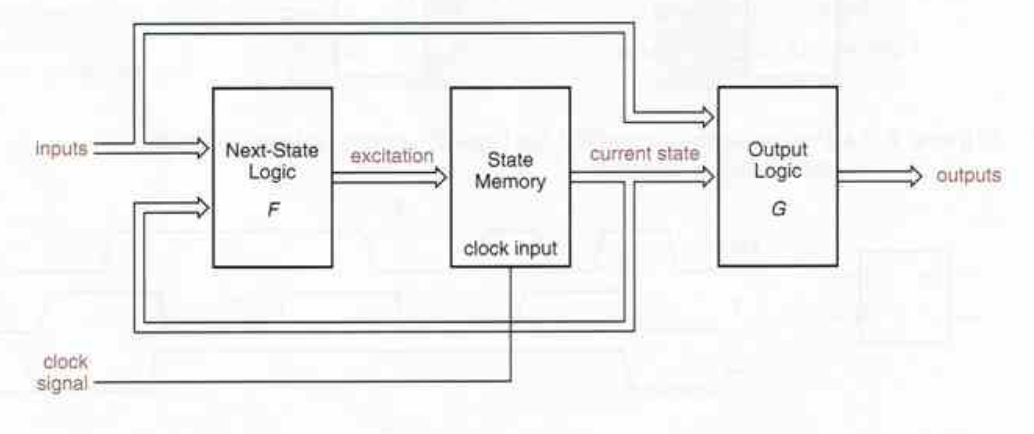 inputs
Next-State
Logic
F
excitation
State
Memory
clock input
current state
Output
Logic
G
outputs
clock
signal